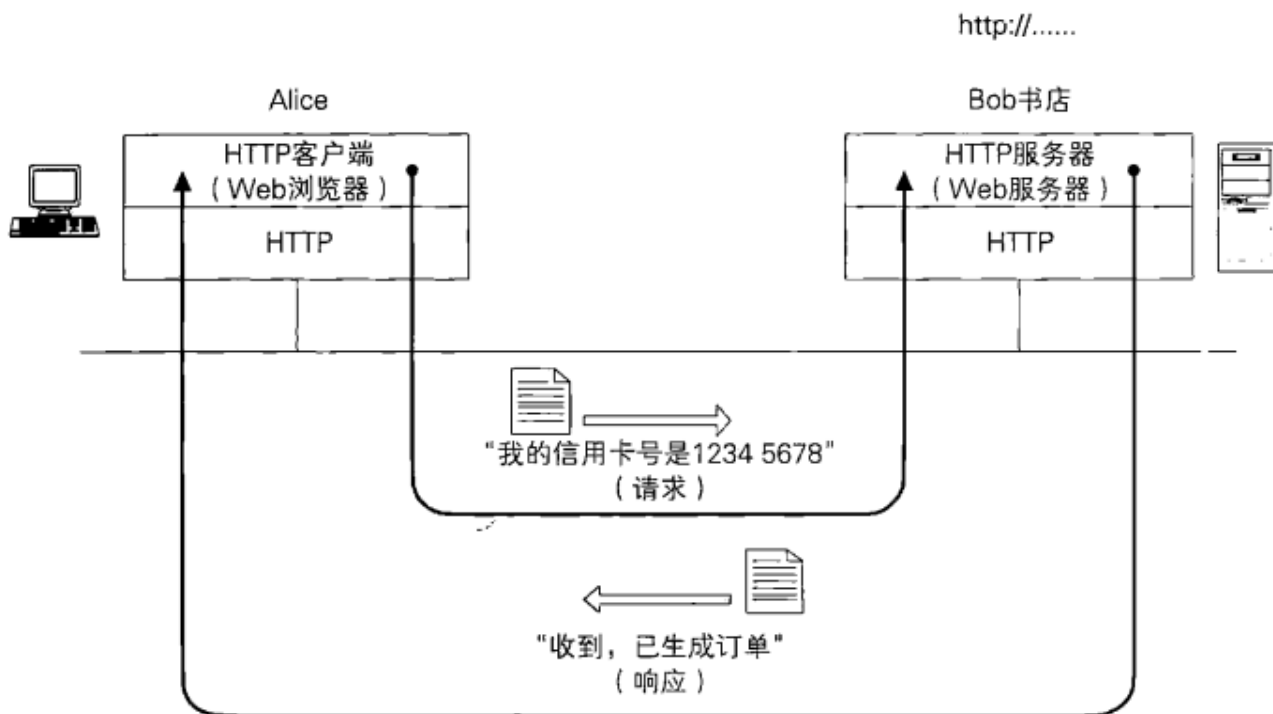 http://......
Alice
Bob书店
HTTP客户端
（Web浏览器）
HTTP
HTTP服务器
（Web服务器）
HTTP
“我的信用卡号是1234 5678”
（请求）
“收到，已生成订单”
（响应）